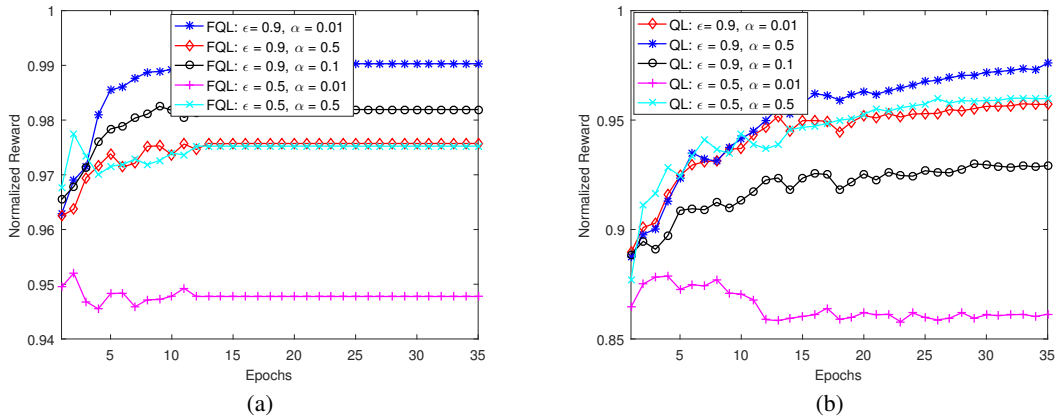 FQL: ϵ= 0.9, α = 0.01
FQL: ϵ = 0.9, α = 0.5
FQL: ϵ = 0.9, α = 0.1
FQL: ϵ = 0.5, α = 0.01
FQL: ϵ = 0.5, α = 0.5
1
0.99
0.98
0.97
0.96
0.95
0.94
Normalized Reward
5 10 15 20 25 30 35
Epochs
(a)
QL: ϵ= 0.9, α = 0.01
QL: ϵ = 0.9, α = 0.5
QL: ϵ = 0.9, α = 0.1
QL: ϵ = 0.5, α = 0.01
QL: ϵ = 0.5, α = 0.5
1
0.95
0.9
0.85
Normalized Reward
5 10 15 20 25 30 35
Epochs
(b)